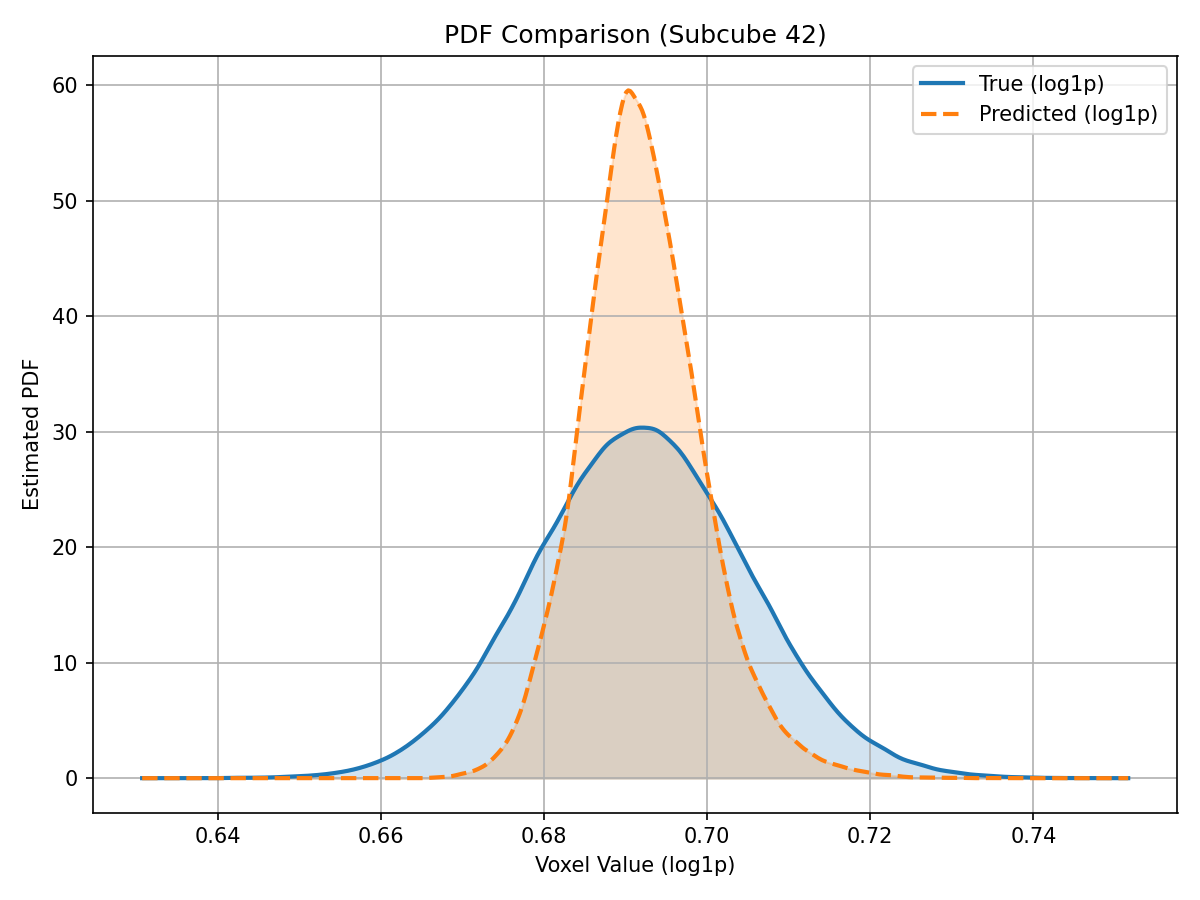 PDF Comparison (Subcube 42)
True (log1p)
Predicted (log1p)
Estimated PDF
60
50
40
30
20
10
0
0.64 0.66 0.68 0.70 0.72 0.74
Voxel Value (log1p)